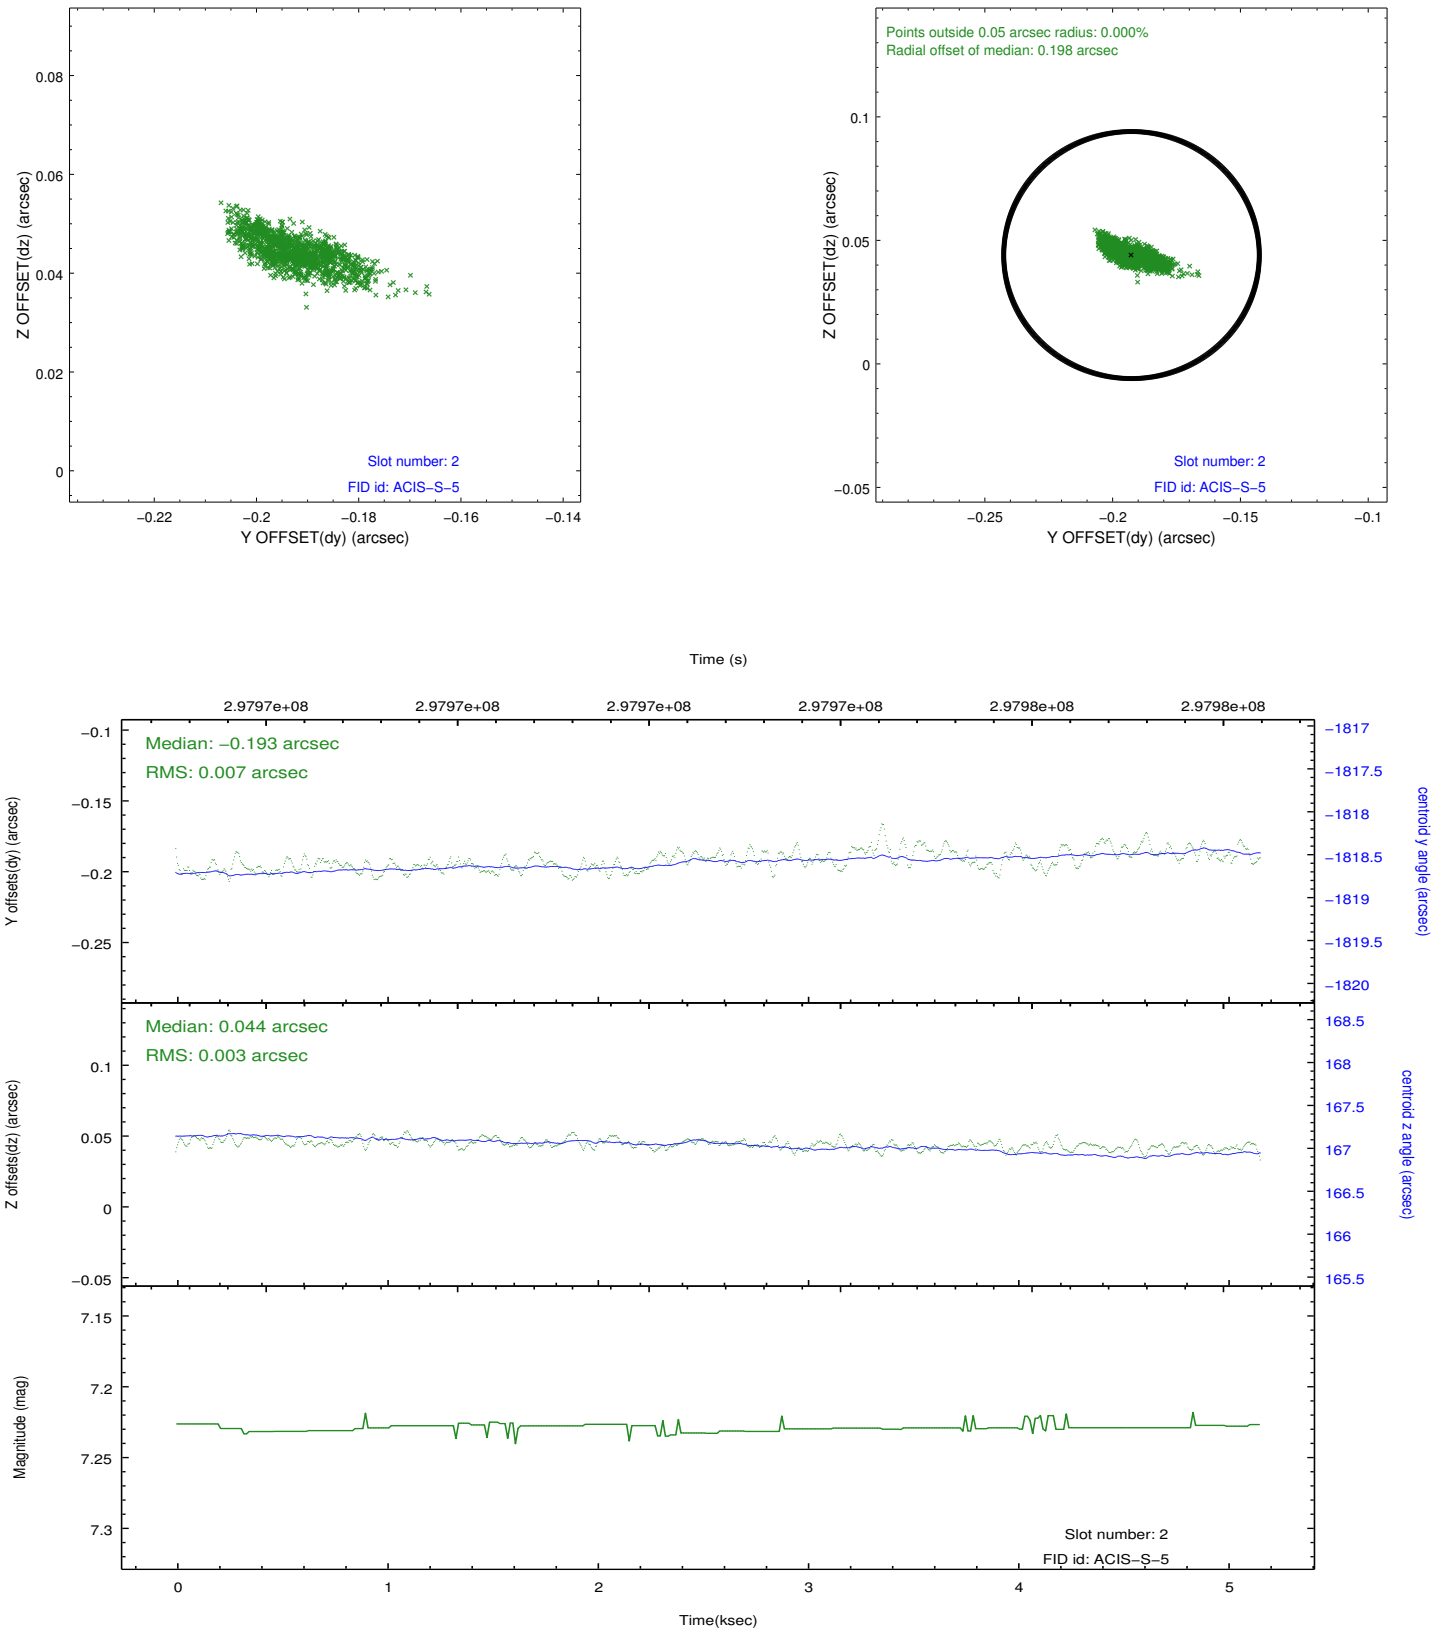 0.08
0.06
0.04
0.02
0
Z OFFSET(dz) (arcsec)
−0.22 −0.2 −0.18 −0.16 −0.14
Y OFFSET(dy) (arcsec)
Slot number: 2
FID id: ACIS−S−5
Points outside 0.05 arcsec radius: 0.000%
Radial offset of median: 0.198 arcsec
0.1
0.05
0
−0.05
Z OFFSET(dz) (arcsec)
−0.25 −0.2 −0.15 −0.1
Y OFFSET(dy) (arcsec)
Slot number: 2
FID id: ACIS−S−5
Time (s)
2.9797e+08 2.9797e+08 2.9797e+08 2.9797e+08 2.9798e+08 2.9798e+08
Median: −0.193 arcsec
RMS: 0.007 arcsec
−0.1
−0.15
−0.2
−0.25
Y offsets(dy) (arcsec)
−1817
−1817.5
−1818
−1818.5
−1819
−1819.5
−1820
centroid y angle (arcsec)
Median: 0.044 arcsec
RMS: 0.003 arcsec
0.1
0.05
0
−0.05
Z offsets(dz) (arcsec)
168.5
168
167.5
167
166.5
166
165.5
centroid z angle (arcsec)
7.15
7.2
7.25
7.3
Magnitude (mag)
Slot number: 2
FID id: ACIS−S−5
0 1 2 3 4 5
Time(ksec)